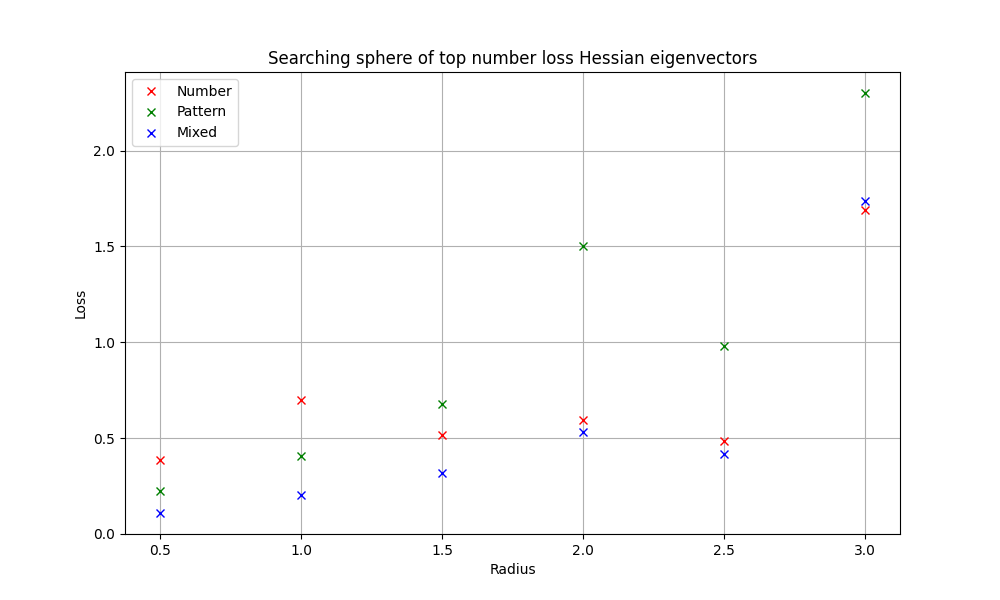 Searching sphere of top number loss Hessian eigenvectors
Number
Pattern
Mixed
Loss
2.0
1.5
1.0
0.5
0.0
0.5 1.0 1.5 2.0 2.5 3.0
Radius